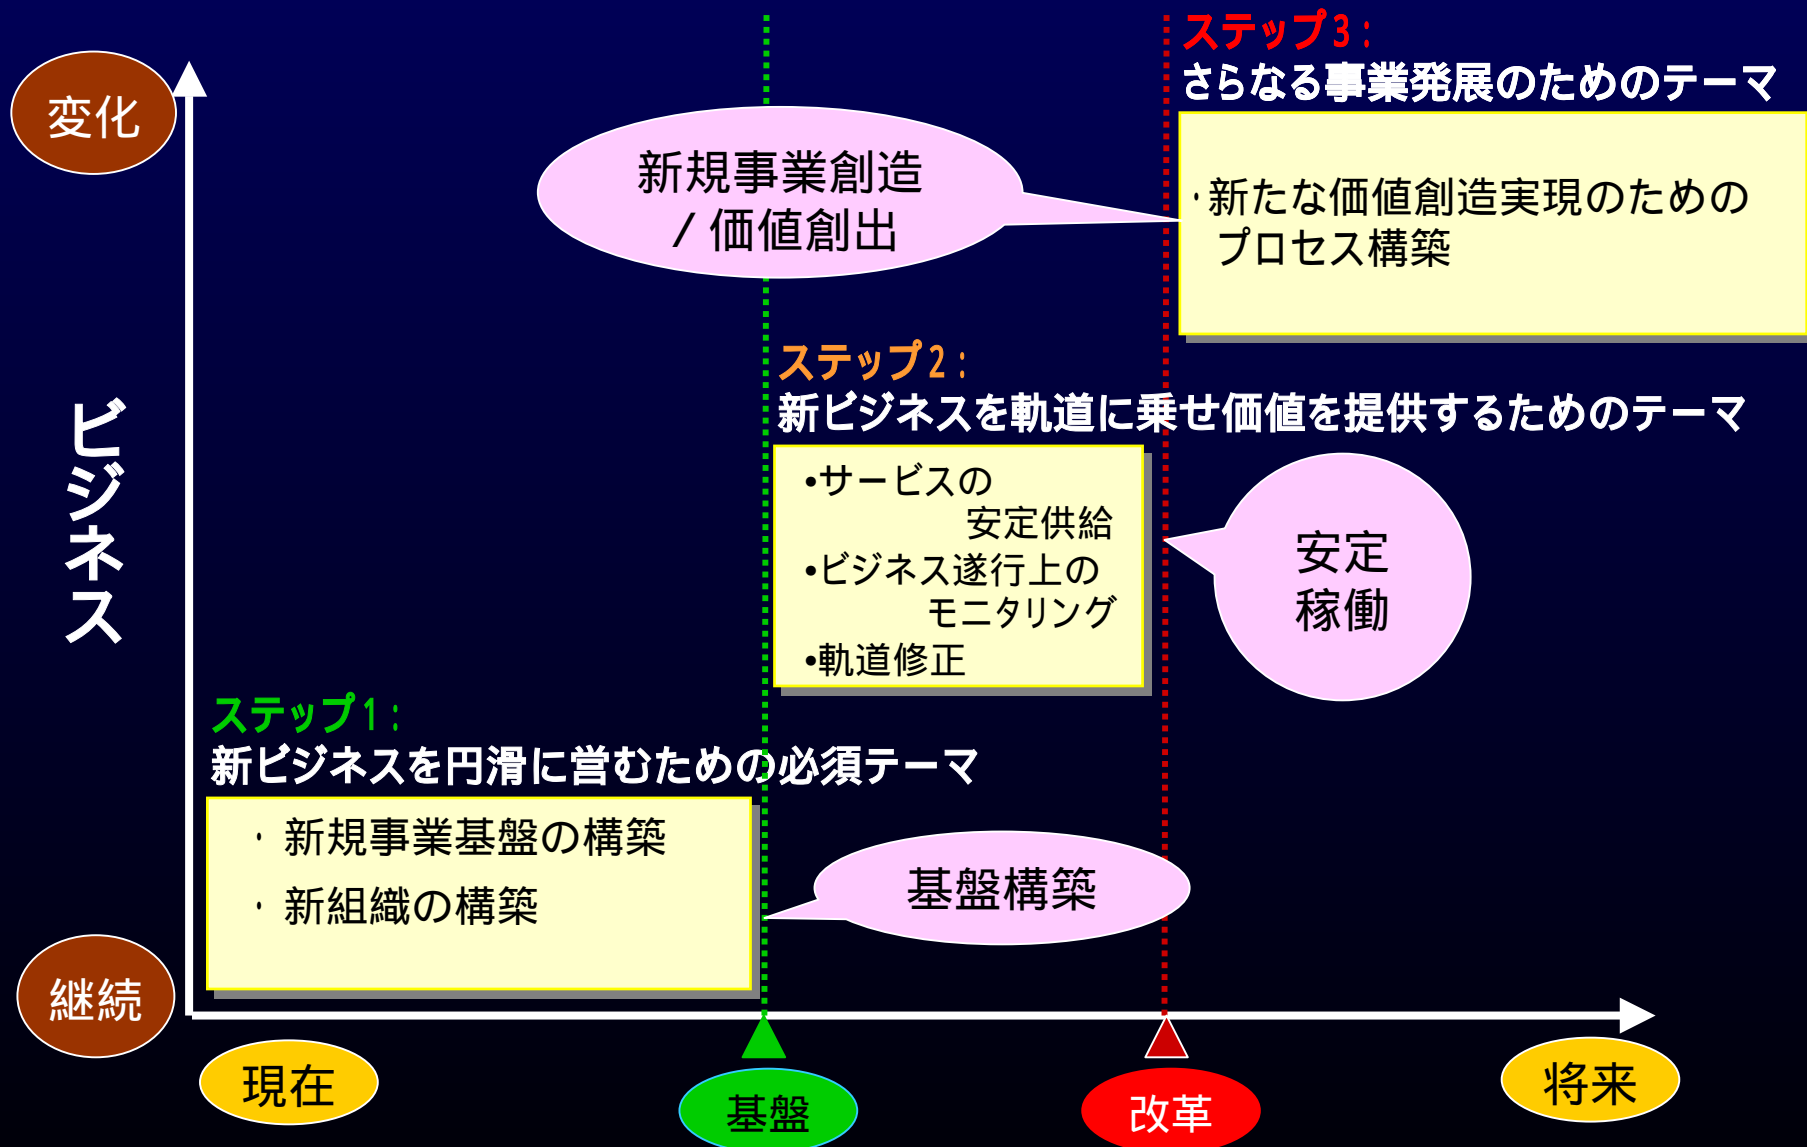 変化
ビジネス
継続
ステップ3：
さらなる事業発展のためのテーマ
・新たな価値創造実現のための
プロセス構築
新規事業創造
/ 価値創出
ステップ2：
新ビジネスを軌道に乗せ価値を提供するためのテーマ
•サービスの
安定供給
•ビジネス遂行上の
モニタリング
•軌道修正
安定
稼働
ステップ1：
新ビジネスを円滑に営むための必須テーマ
・ 新規事業基盤の構築
・ 新組織の構築
基盤構築
現在
基盤
改革
将来